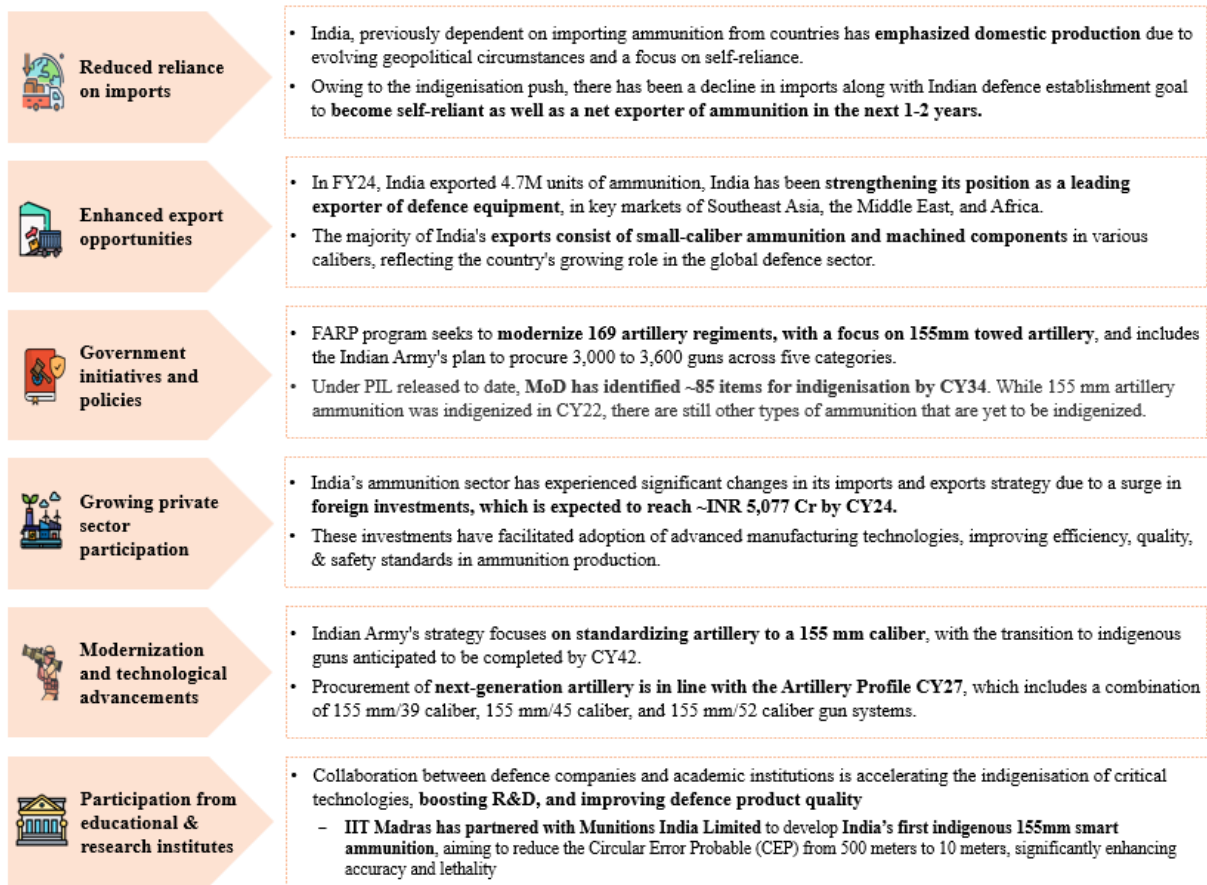 Reduced reliance
on imports
• India, previously dependent on importing ammunition from countries has emphasized domestic production due to
evolving geopolitical circumstances and a focus on self-reliance.
• Owing to the indigenisation push, there has been a decline in imports along with Indian defence establishment goal
to become self-reliant as well as a net exporter of ammunition in the next 1-2 years.
Enhanced export
opportunities
• In FY24, India exported 4.7M units of ammunition, India has been strengthening its position as a leading
exporter of defence equipment, in key markets of Southeast Asia, the Middle East, and Africa.
• The majority of India's exports consist of small-caliber ammunition and machined components in various
calibers, reflecting the country's growing role in the global defence sector.
Government
initiatives and
policies
• FARP program seeks to modernize 169 artillery regiments, with a focus on 155mm towed artillery, and includes
the Indian Army's plan to procure 3,000 to 3,600 guns across five categories.
• Under PIL released to date, MoD has identified ~85 items for indigenisation by CY34. While 155 mm artillery
ammunition was indigenized in CY22, there are still other types of ammunition that are yet to be indigenized.
Growing private
sector
participation
• India’s ammunition sector has experienced significant changes in its imports and exports strategy due to a surge in
foreign investments, which is expected to reach ~INR 5,077 Cr by CY24.
• These investments have facilitated adoption of advanced manufacturing technologies, improving efficiency, quality,
& safety standards in ammunition production.
Modernization
and technological
advancements
• Indian Army's strategy focuses on standardizing artillery to a 155 mm caliber, with the transition to indigenous
guns anticipated to be completed by CY42.
• Procurement of next-generation artillery is in line with the Artillery Profile CY27, which includes a combination
of 155 mm/39 caliber, 155 mm/45 caliber, and 155 mm/52 caliber gun systems.
Participation from
educational &
research institutes
• Collaboration between defence companies and academic institutions is accelerating the indigenisation of critical
technologies, boosting R&D, and improving defence product quality
– IIT Madras has partnered with Munitions India Limited to develop India’s first indigenous 155mm smart
ammunition, aiming to reduce the Circular Error Probable (CEP) from 500 meters to 10 meters, significantly enhancing
accuracy and lethality